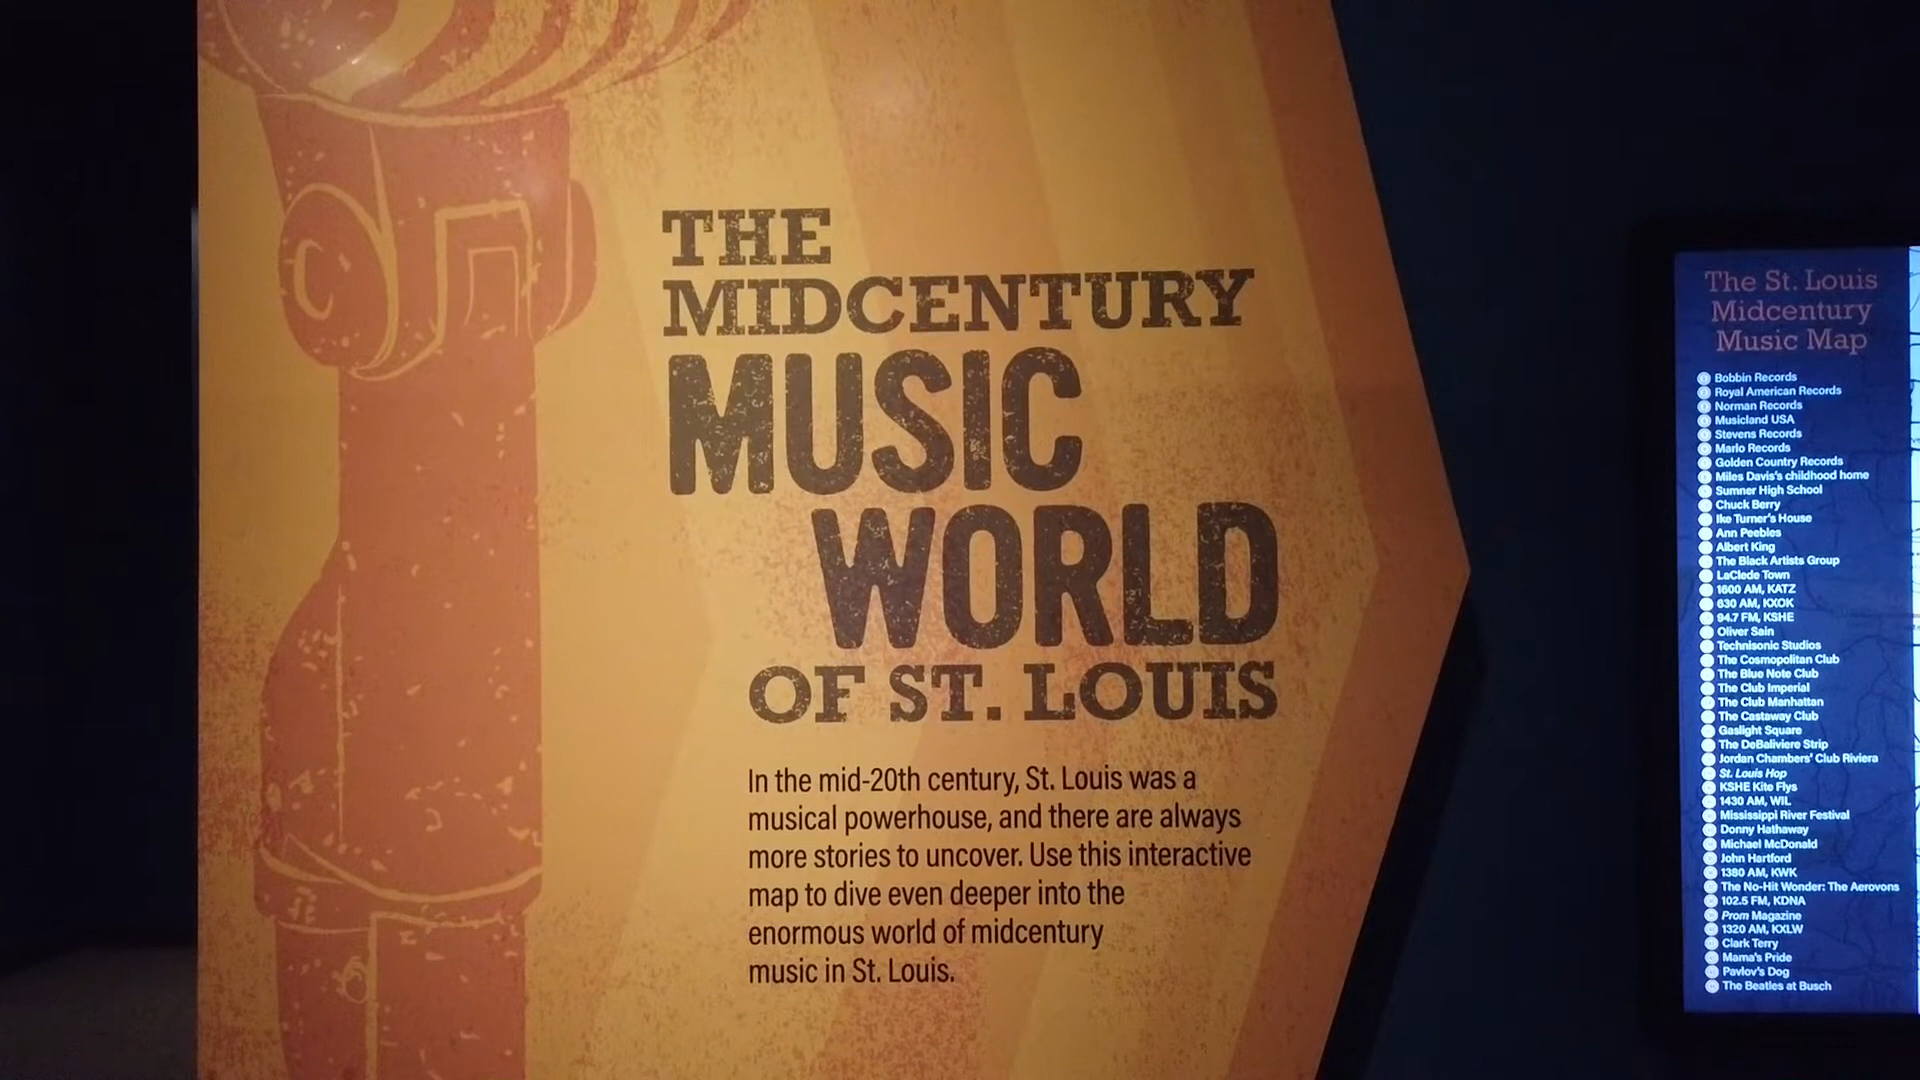 THE
MIDCENTURY
MUSIC
WORLD
OF ST. LOUIS
In the mid-20th century, St. Louis was a
musical powerhouse, and there are always
more stories to uncover. Use this interactive
map to dive even deeper into the
enormous world of midcentury
music in St. Louis.
The St. Louis
Midcentury
Music Map
Bobbin Records
Royal American Records
Norman Records
Musicland USA
Stevens Records
Marlo Records
Golden Country Records
Miles Davis's childhood home
Sumner High School
Chuck Berry
Ike Turner's House
Ann Peebles
Albert King
The Black Artists Group
LaClede Town
1600 AM, KATZ
630 AM, KXOK
94.7 FM, KSHE
Oliver Sain
Technisonic Studios
The Cosmopolitan Club
The Blue Note Club
The Club Imperial
The Club Manhattan
The Castaway Club
Gaslight Square
The DeBaliviere Strip
Jordan Chambers' Club Riviera
St. Louis Hop
KSHE Kite Flys
1430 AM, WIL
Mississippi River Festival
Donny Hathaway
Michael McDonald
John Hartford
1380 AM, KWK
The No-Hit Wonder: The Aerovons
102.5 FM, KDNA
Prom Magazine
1320 AM, KXLW
Clark Terry
Mama's Pride
Pavlov's Dog
The Beatles at Busch